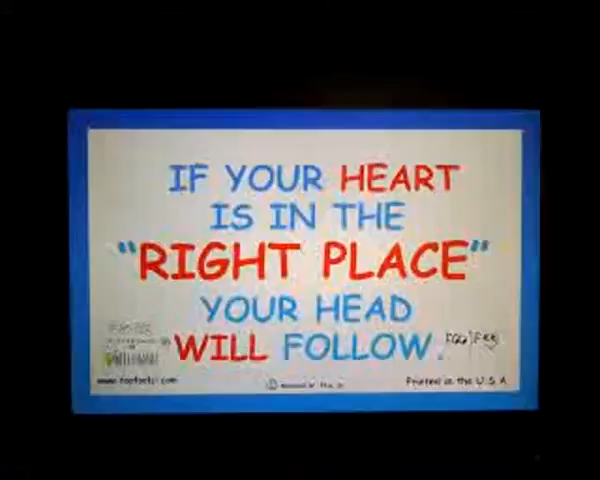 IF YOUR HEART
IS IN THE
"RIGHT PLACE"
YOUR HEAD
WILL FOLLOW.
Printed in the U.S.A